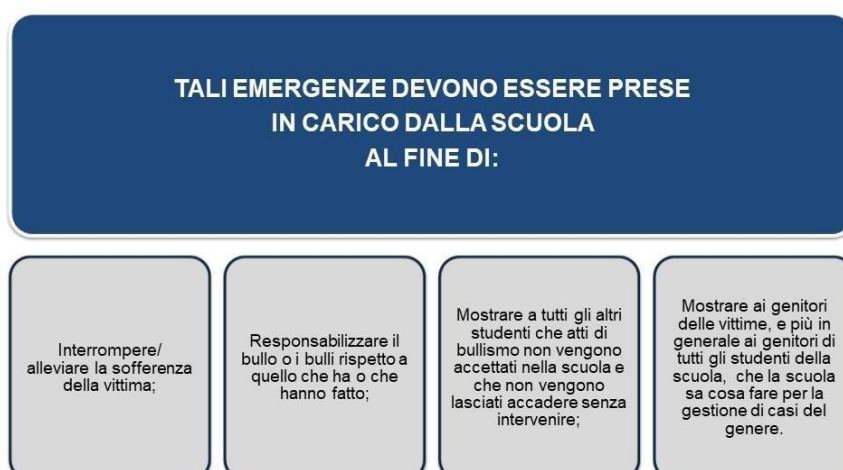 TALI EMERGENZE DEVONO ESSERE PRESE
IN CARICO DALLA SCUOLA
AL FINE DI:
Interrompere/
alleviare la sofferenza
della vittima;
Responsabilizzare il
bullo o i bulli rispetto a
quello che ha o che
hanno fatto;
Mostrare a tutti gli altri
studenti che atti di
bullismo non vengono
accettati nella scuola e
che non vengono
lasciati accadere senza
intervenire;
Mostrare ai genitori
delle vittime, e più in
generale ai genitori di
tutti gli studenti della
scuola, che la scuola
sa cosa fare per la
gestione di casi del
genere.